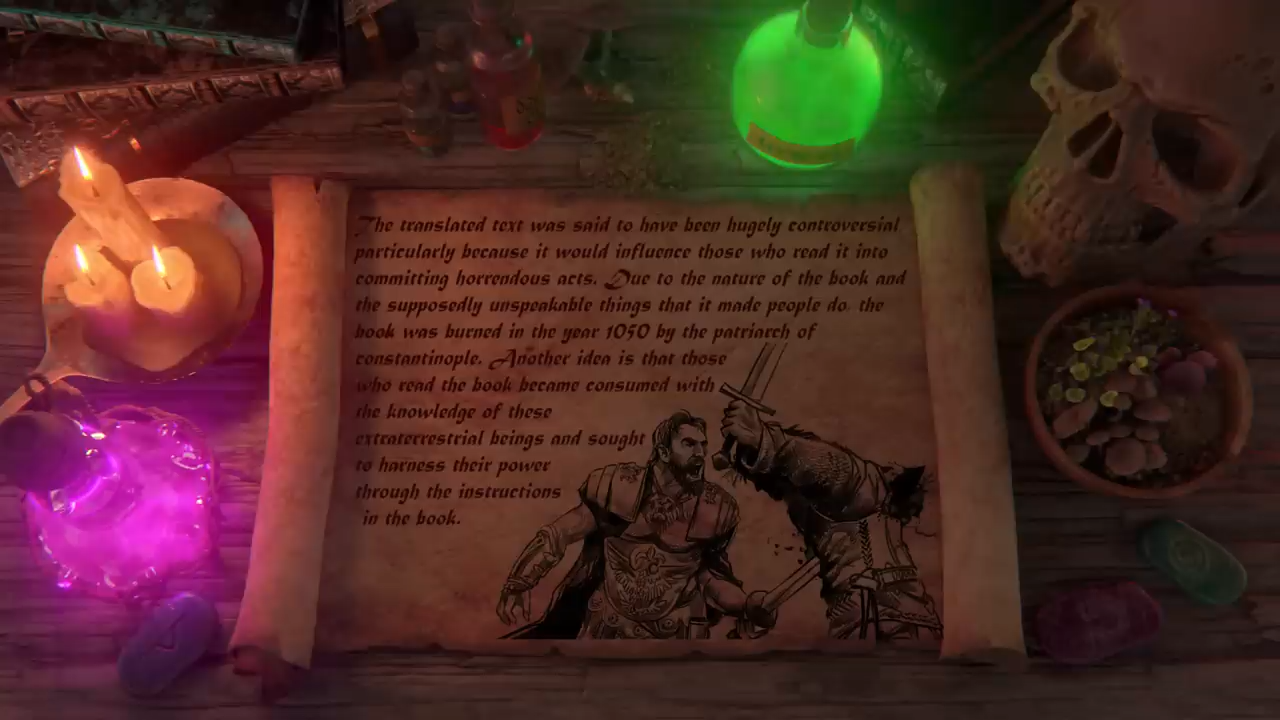 The translated text was said to have been hugely controversial
particularly because it would influence those who read it into
committing horrendous acts. Due to the nature of the book and
the supposedly unspeakable things that it made people do, the
book was burned in the year 1050 by the patriarch of
constantinople. Another idea is that those
who read the book became consumed with
the knowledge of these
extraterrestrial beings and sought
to harness their power
through the instructions
in the book.